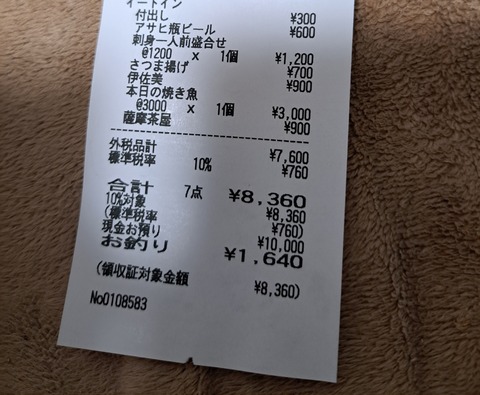 イートイン
付出し ¥300
アサヒ瓶ビール ¥600
刺身一人前盛合せ
@1200 x 1個 ¥1,200
さつま揚げ ¥700
伊佐美 ¥900
本日の焼き魚
@3000 x 1個 ¥3,000
薩摩茶屋 ¥900
外税品計 ¥7,600
標準税率 10% ¥760
合計 7点 ¥8,360
10%対象 ¥8,360
(標準税率 ¥760)
現金お預り ¥10,000
お釣り ¥1,640
(領収証対象金額 ¥8,360)
No0108583